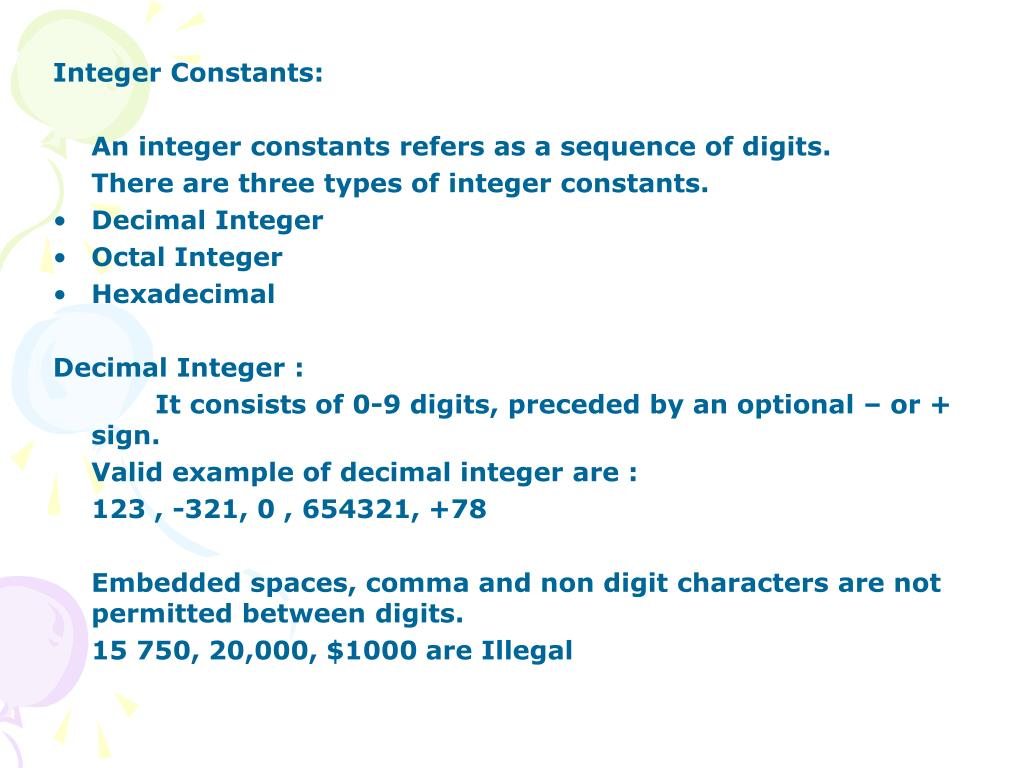 Integer Constants:
An integer constants refers as a sequence of digits.
There are three types of integer constants.
• Decimal Integer
• Octal Integer
• Hexadecimal
Decimal Integer :
It consists of 0-9 digits, preceded by an optional – or +
sign.
Valid example of decimal integer are :
123 , -321, 0 , 654321, +78
Embedded spaces, comma and non digit characters are not
permitted between digits.
15 750, 20,000, $1000 are Illegal